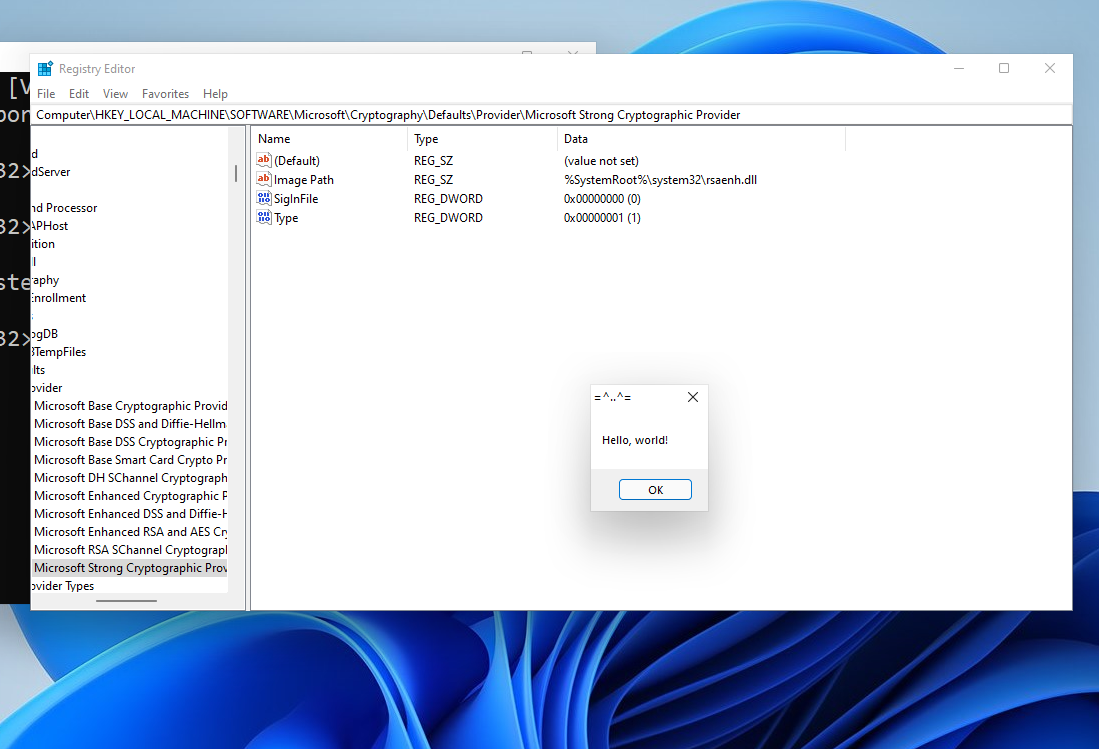 [V
Registry Editor
File Edit View Favorites Help
Computer\HKEY_LOCAL_MACHINE\SOFTWARE\Microsoft\Cryptography\Defaults\Provider\Microsoft Strong Cryptographic Provider
por
Name Type Data
(Default) REG_SZ (value not set)
Image Path REG_SZ %SystemRoot%\system32\rsaenh.dll
SigInFile REG_DWORD 0x00000000 (0)
Type REG_DWORD 0x00000001 (1)
32>
32>
ste
32>
d
dServer
nd Processor
APHost
ition
ll
raphy
Enrollment
ogDB
TempFiles
lts
ovider
Microsoft Base Cryptographic Provid
Microsoft Base DSS and Diffie-Hellm
Microsoft Base DSS Cryptographic Pr
Microsoft Base Smart Card Crypto Pr
Microsoft DH SChannel Cryptograph
Microsoft Enhanced Cryptographic P
Microsoft Enhanced DSS and Diffie-H
Microsoft Enhanced RSA and AES Cry
Microsoft RSA SChannel Cryptograpl
Microsoft Strong Cryptographic Prov
ovider Types
=^..^=
Hello, world!
OK